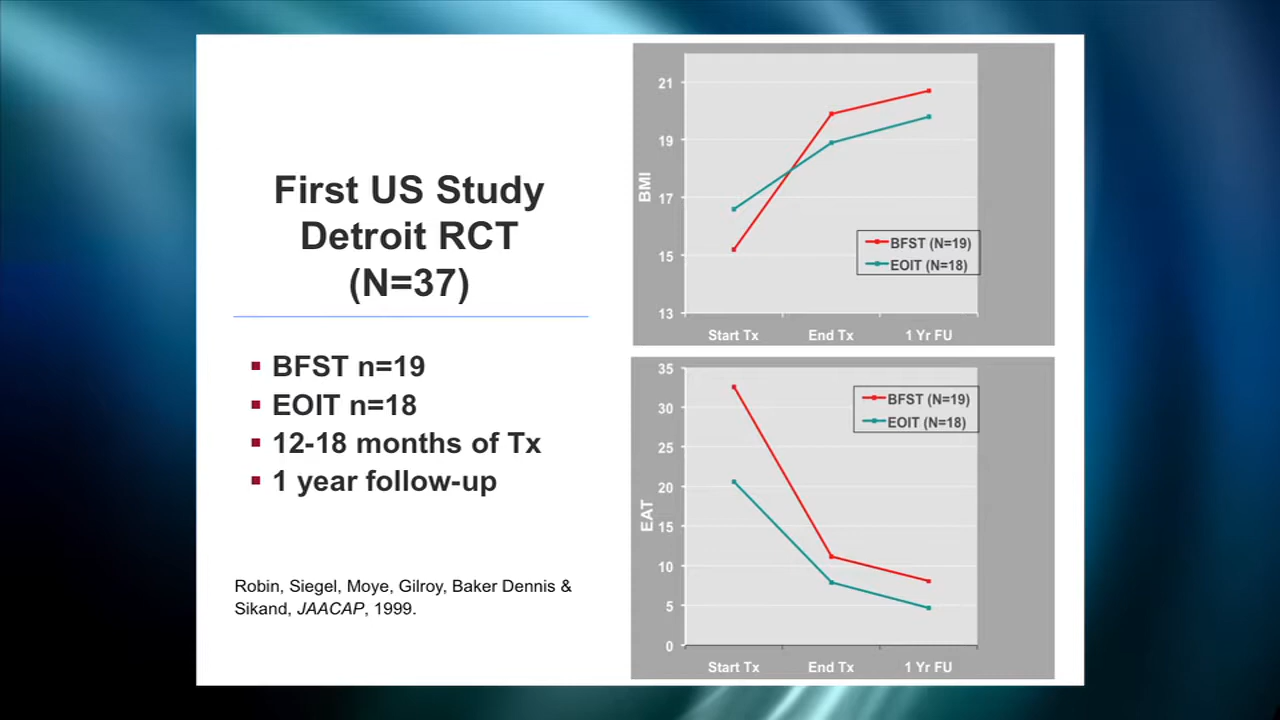 First US Study
Detroit RCT
(N=37)
▪ BFST n=19
▪ EOIT n=18
▪ 12-18 months of Tx
▪ 1 year follow-up
Robin, Siegel, Moye, Gilroy, Baker Dennis &
Sikand, JAACAP, 1999.
BMI
21
19
17
15
13
BFST (N=19)
EOIT (N=18)
Start Tx End Tx 1 Yr FU
EAT
35
30
25
20
15
10
5
0
BFST (N=19)
EOIT (N=18)
Start Tx End Tx 1 Yr FU